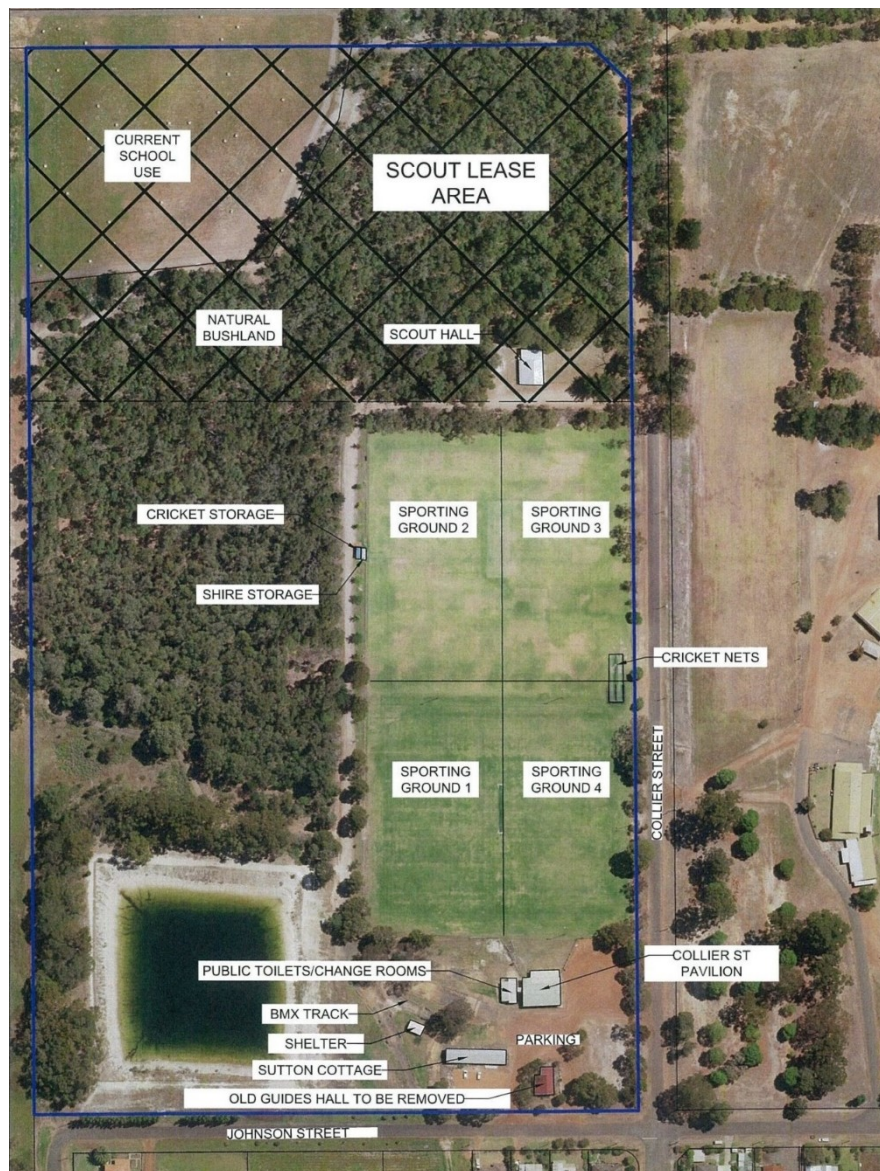 CURRENT
SCHOOL
USE
SCOUT LEASE
AREA
NATURAL
BUSHLAND
SCOUT HALL
CRICKET STORAGE
SPORTING
GROUND 2
SPORTING
GROUND 3
SHIRE STORAGE
CRICKET NETS
SPORTING
GROUND 1
SPORTING
GROUND 4
COLLIER STREET
PUBLIC TOILETS/CHANGE ROOMS
COLLIER ST
PAVILION
BMX TRACK
SHELTER
PARKING
SUTTON COTTAGE
OLD GUIDES HALL TO BE REMOVED
JOHNSON STREET